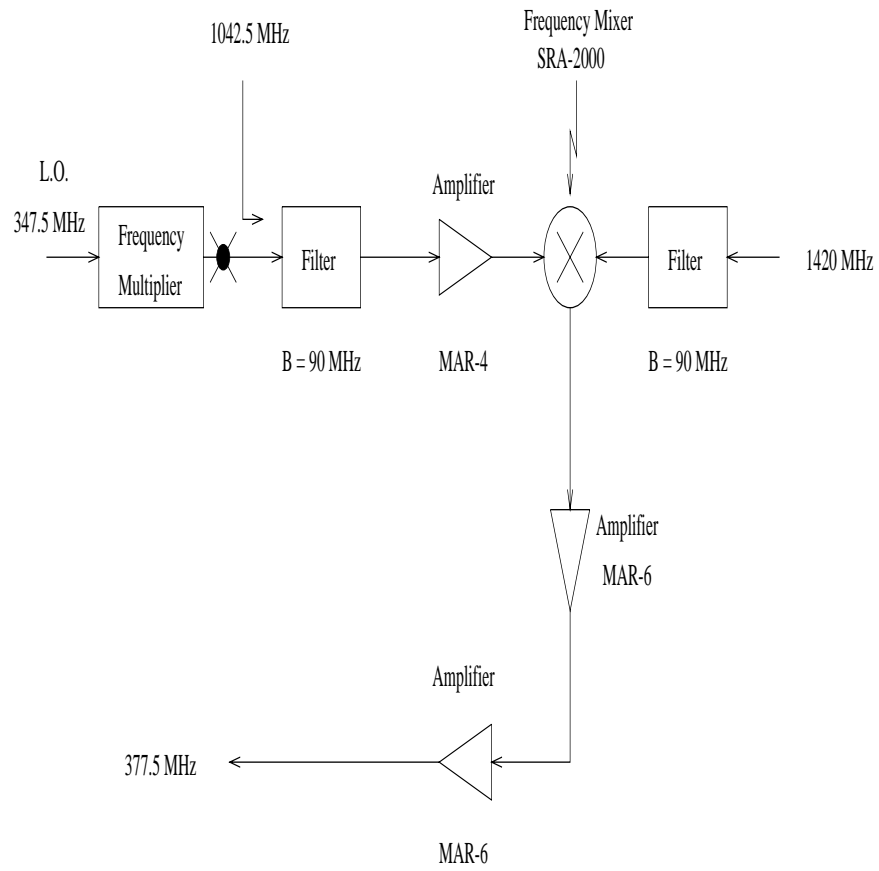 1042.5 MHz
Frequency Mixer
SRA-2000
L.O.
347.5 MHz
Frequency
Multiplier
Filter
Amplifier
Filter
1420 MHz
B = 90 MHz
MAR-4
B = 90 MHz
Amplifier
MAR-6
Amplifier
377.5 MHz
MAR-6